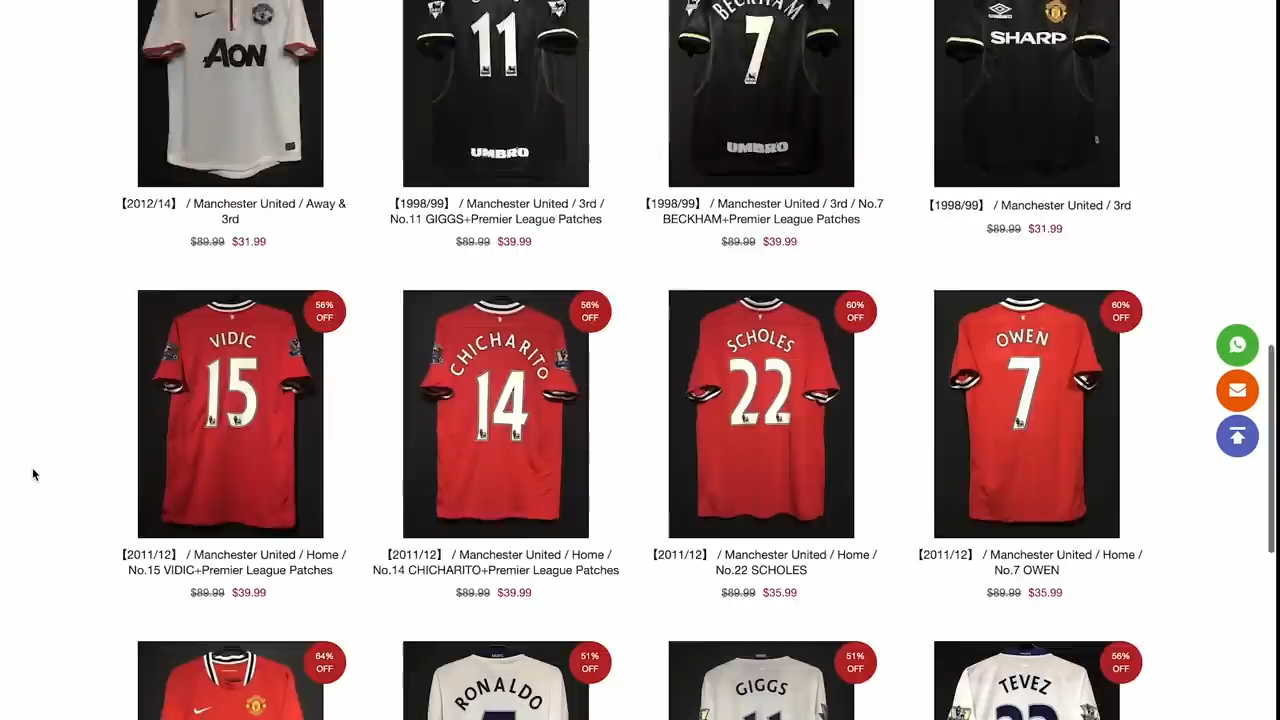 AON
11
UMBRO
BECKHAM
7
UMBRO
SHARP
【2012/14】 / Manchester United / Away &
3rd
$89.99 $31.99
【1998/99】 / Manchester United / 3rd /
No.11 GIGGS+Premier League Patches
$89.99 $39.99
【1998/99】 / Manchester United / 3rd / No.7
BECKHAM+Premier League Patches
$89.99 $39.99
【1998/99】 / Manchester United / 3rd
$89.99 $31.99
56%
OFF
VIDIC
15
56%
OFF
CHICHARITO
14
60%
OFF
SCHOLES
22
60%
OFF
OWEN
7
【2011/12】 / Manchester United / Home /
No.15 VIDIC+Premier League Patches
$89.99 $39.99
【2011/12】 / Manchester United / Home /
No.14 CHICHARITO+Premier League Patches
$89.99 $39.99
【2011/12】 / Manchester United / Home /
No.22 SCHOLES
$89.99 $35.99
【2011/12】 / Manchester United / Home /
No.7 OWEN
$89.99 $35.99
64%
OFF
51%
OFF
RONALDO
51%
OFF
GIGGS
56%
OFF
TEVEZ